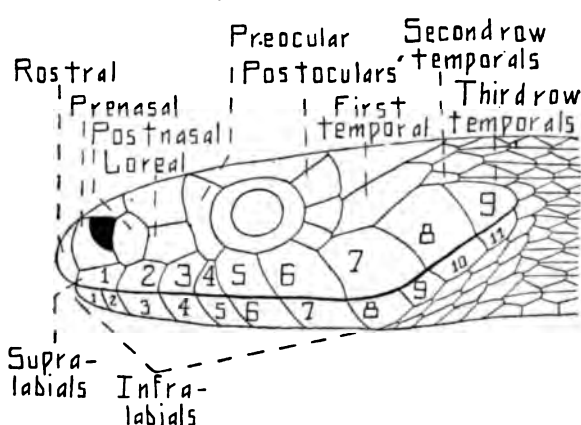 Preocular
Second row
temporals
Rostral
Postoculars
Third row
temporals
Prenasal
First
temporal
Postnasal
Loreal
1 2 3 4 5 6 7 8 9
1 2 3 4 5 6 7 8 9 10 11
Supra-
labials
Infra-
labials